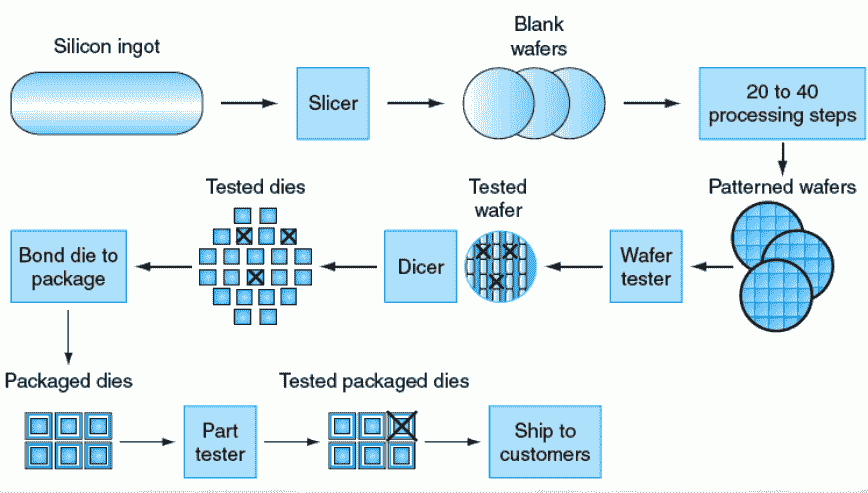 Silicon ingot
Slicer
Blank
wafers
20 to 40
processing steps
Patterned wafers
Wafer
tester
Tested
wafer
Dicer
Tested dies
Bond die to
package
Packaged dies
Part
tester
Tested packaged dies
Ship to
customers